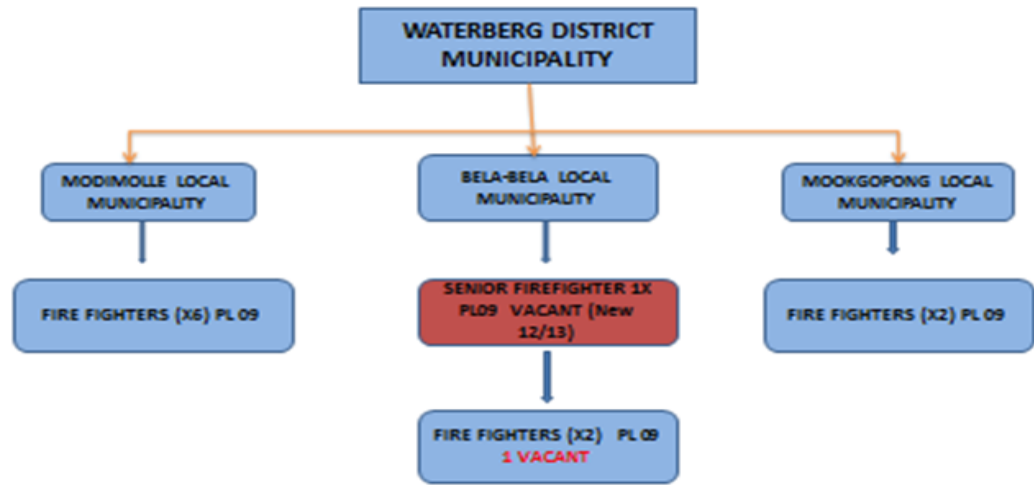 WATERBERG DISTRICT
MUNICIPALITY
MODIMOLLE LOCAL
MUNICIPALITY
BELA-BELA LOCAL
MUNICIPALITY
MOOKGOPONG LOCAL
MUNICIPALITY
FIRE FIGHTERS (X6) PL 09
SENIOR FIREFIGHTER 1X
PL09 VACANT (New
12/13)
FIRE FIGHTERS (X2) PL 09
FIRE FIGHTERS (X2) PL 09
1 VACANT